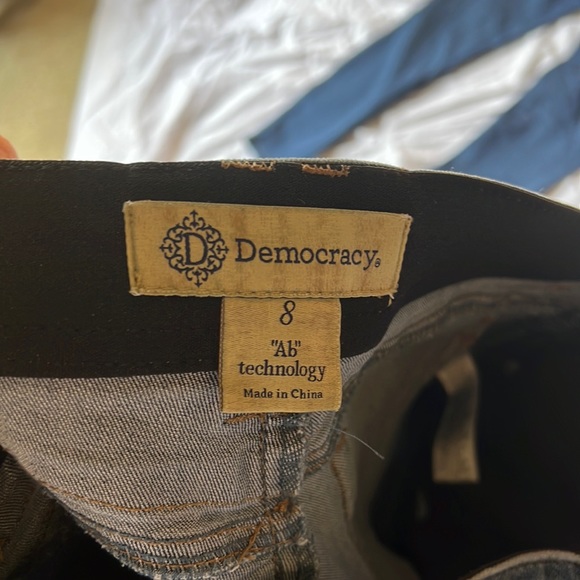 D Democracy®
8
"Ab"
technology
Made in China